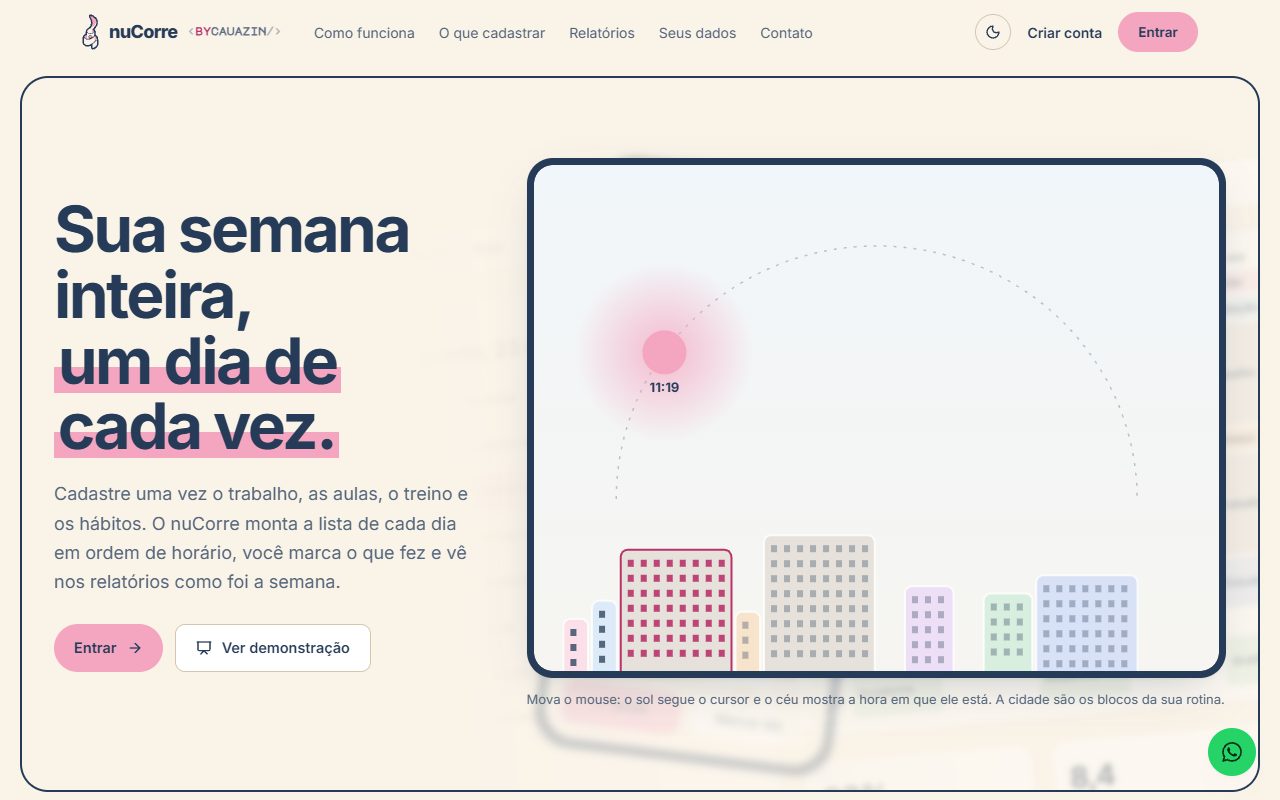 nuCorre <BYCAUAZIN/> Como funciona O que cadastrar Relatórios Seus dados Contato Criar conta Entrar
Sua semana
inteira,
um dia de
cada vez.
Cadastre uma vez o trabalho, as aulas, o treino e
os hábitos. O nuCorre monta a lista de cada dia
em ordem de horário, você marca o que fez e vê
nos relatórios como foi a semana.
Entrar Ver demonstração
11:19
Mova o mouse: o sol segue o cursor e o céu mostra a hora em que ele está. A cidade são os blocos da sua rotina.
8,4